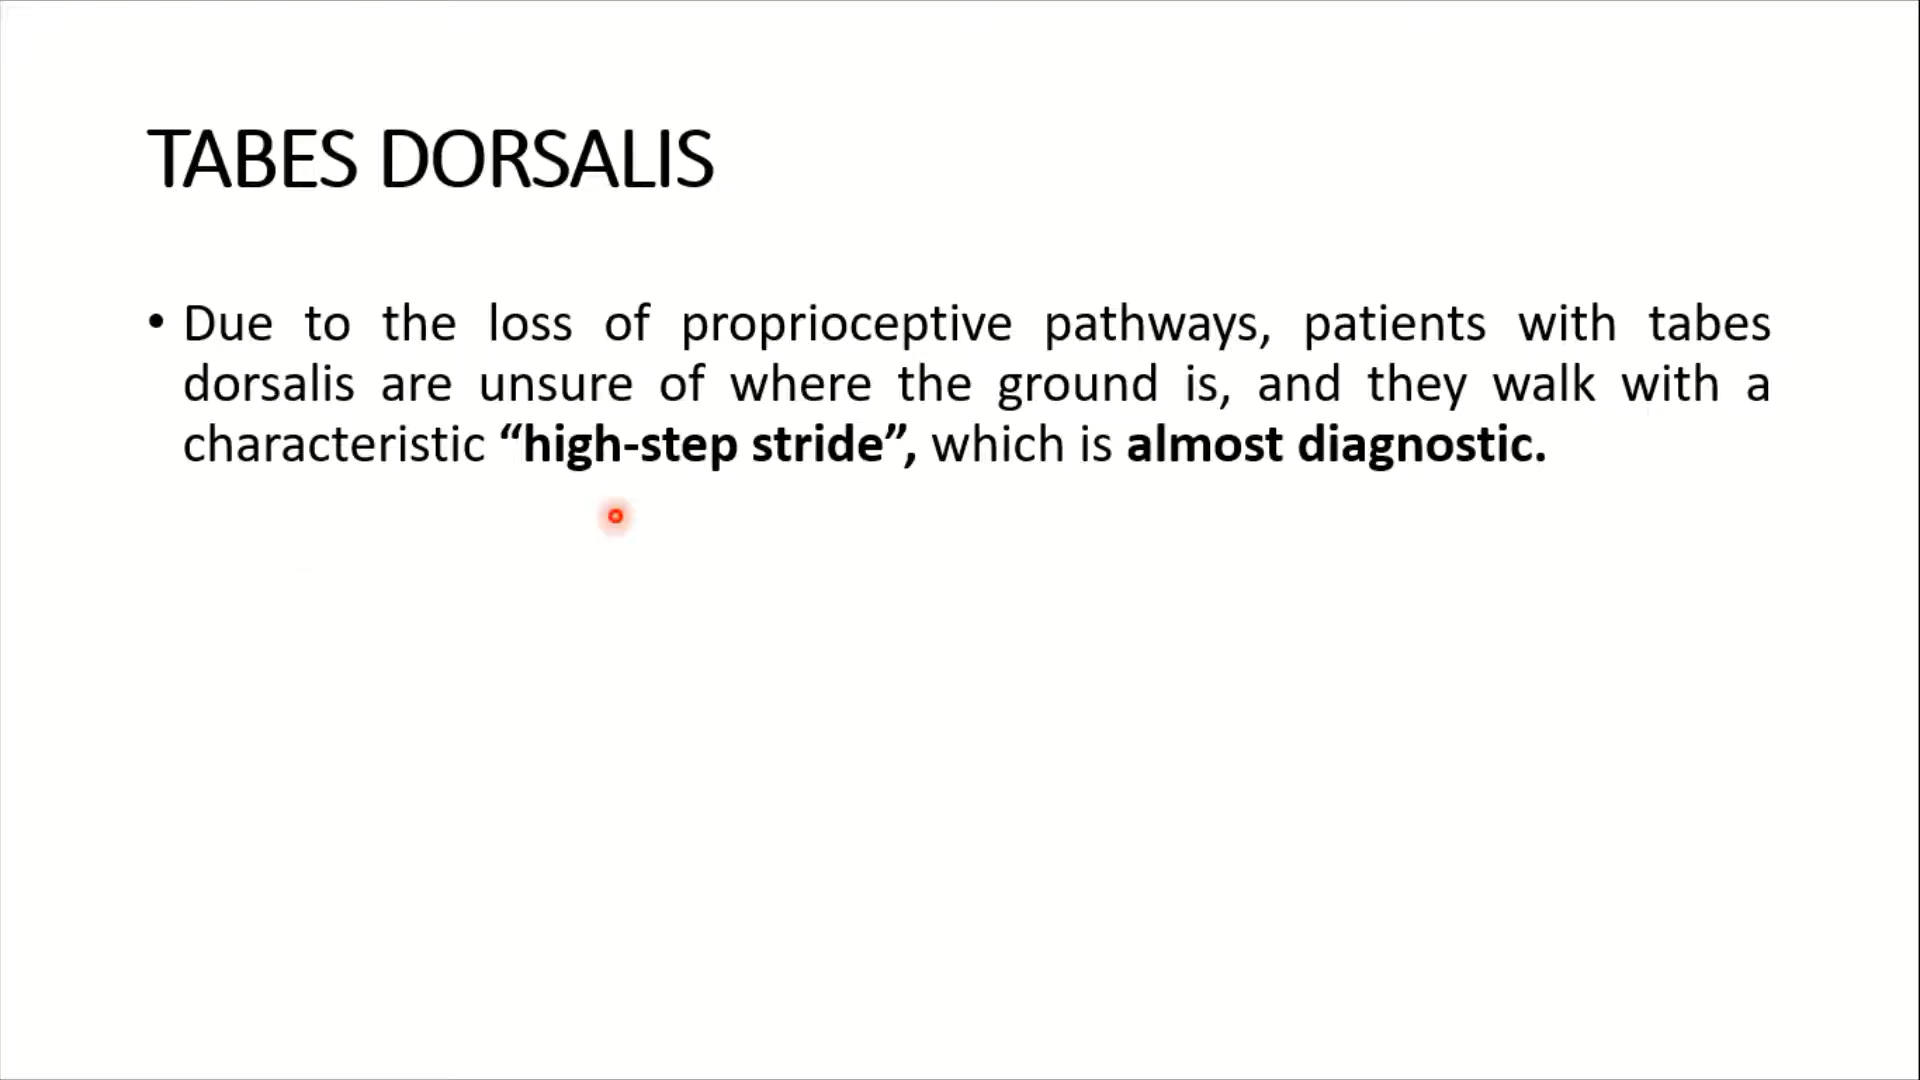 TABES DORSALIS
• Due to the loss of proprioceptive pathways, patients with tabes
dorsalis are unsure of where the ground is, and they walk with a
characteristic “high-step stride”, which is almost diagnostic.